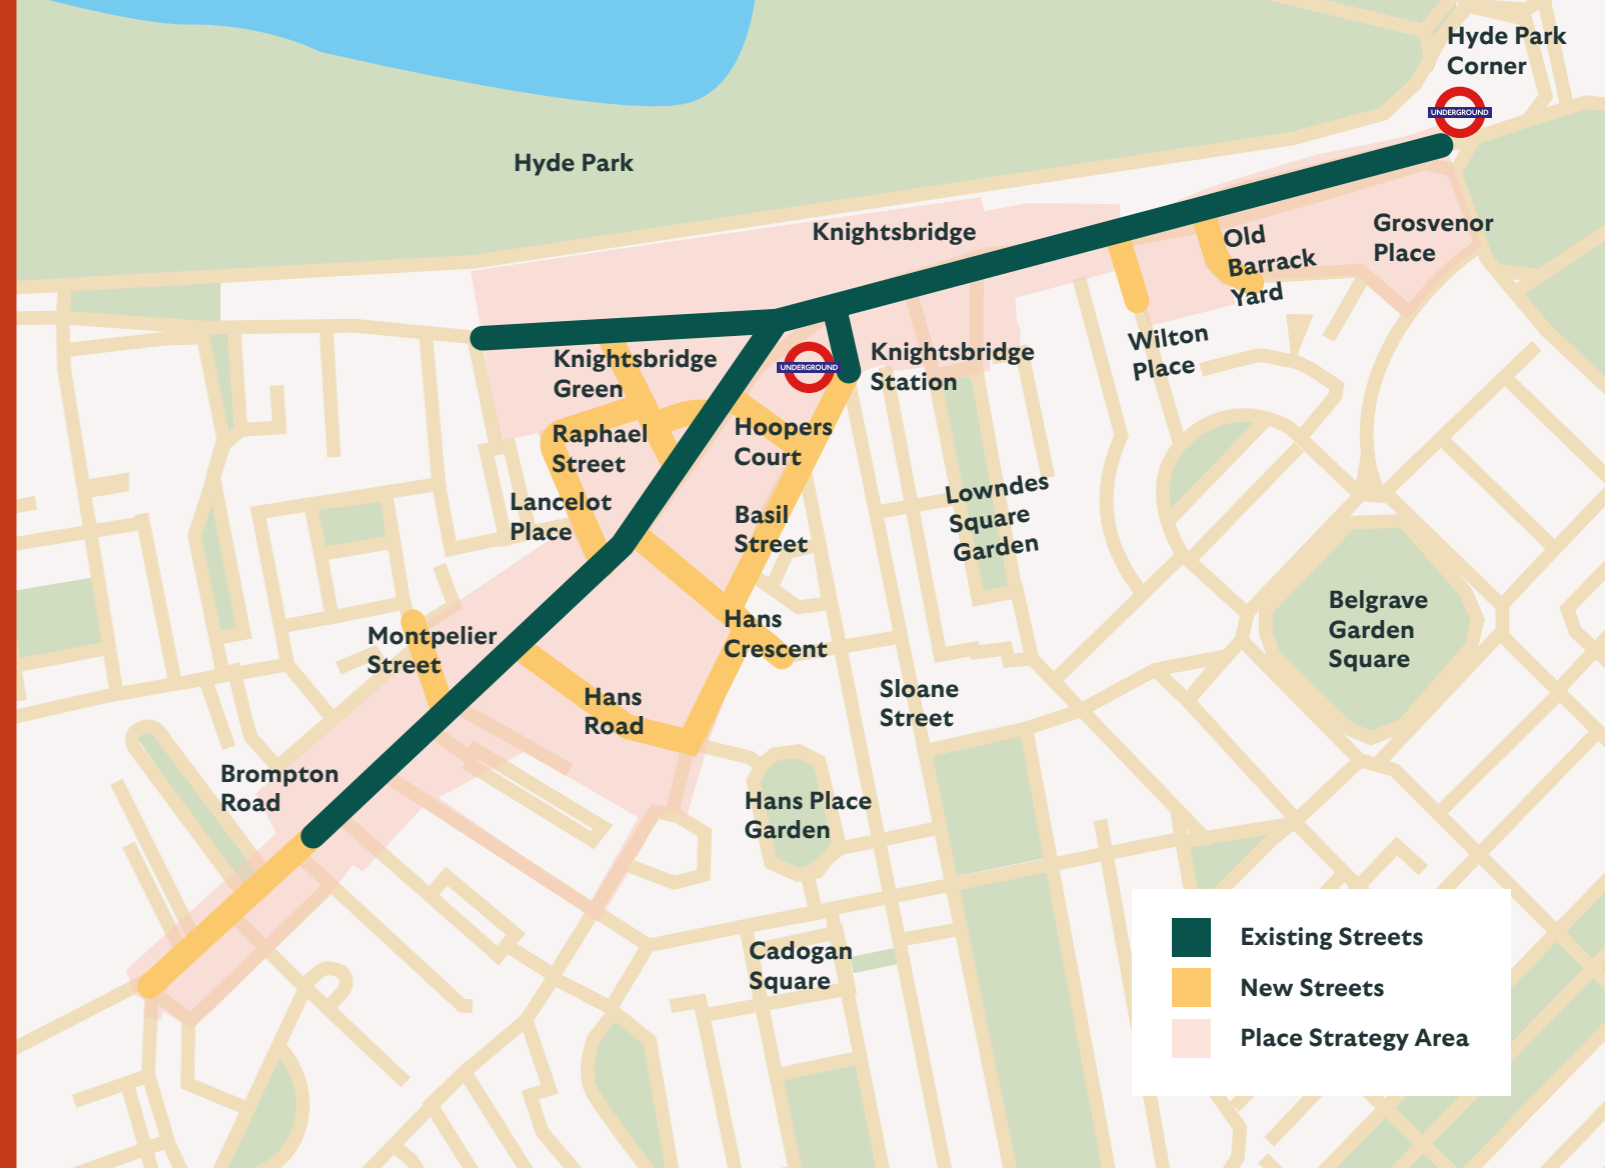 Hyde Park
Corner
UNDERGROUND
Hyde Park
Knightsbridge
Grosvenor
Place
Old
Barrack
Yard
Wilton
Place
Knightsbridge
Green
UNDERGROUND
Knightsbridge
Station
Raphael
Street
Hoopers
Court
Lancelot
Place
Basil
Street
Lowndes
Square
Garden
Belgrave
Garden
Square
Montpelier
Street
Hans
Crescent
Hans
Road
Sloane
Street
Brompton
Road
Hans Place
Garden
Cadogan
Square
Existing Streets
New Streets
Place Strategy Area